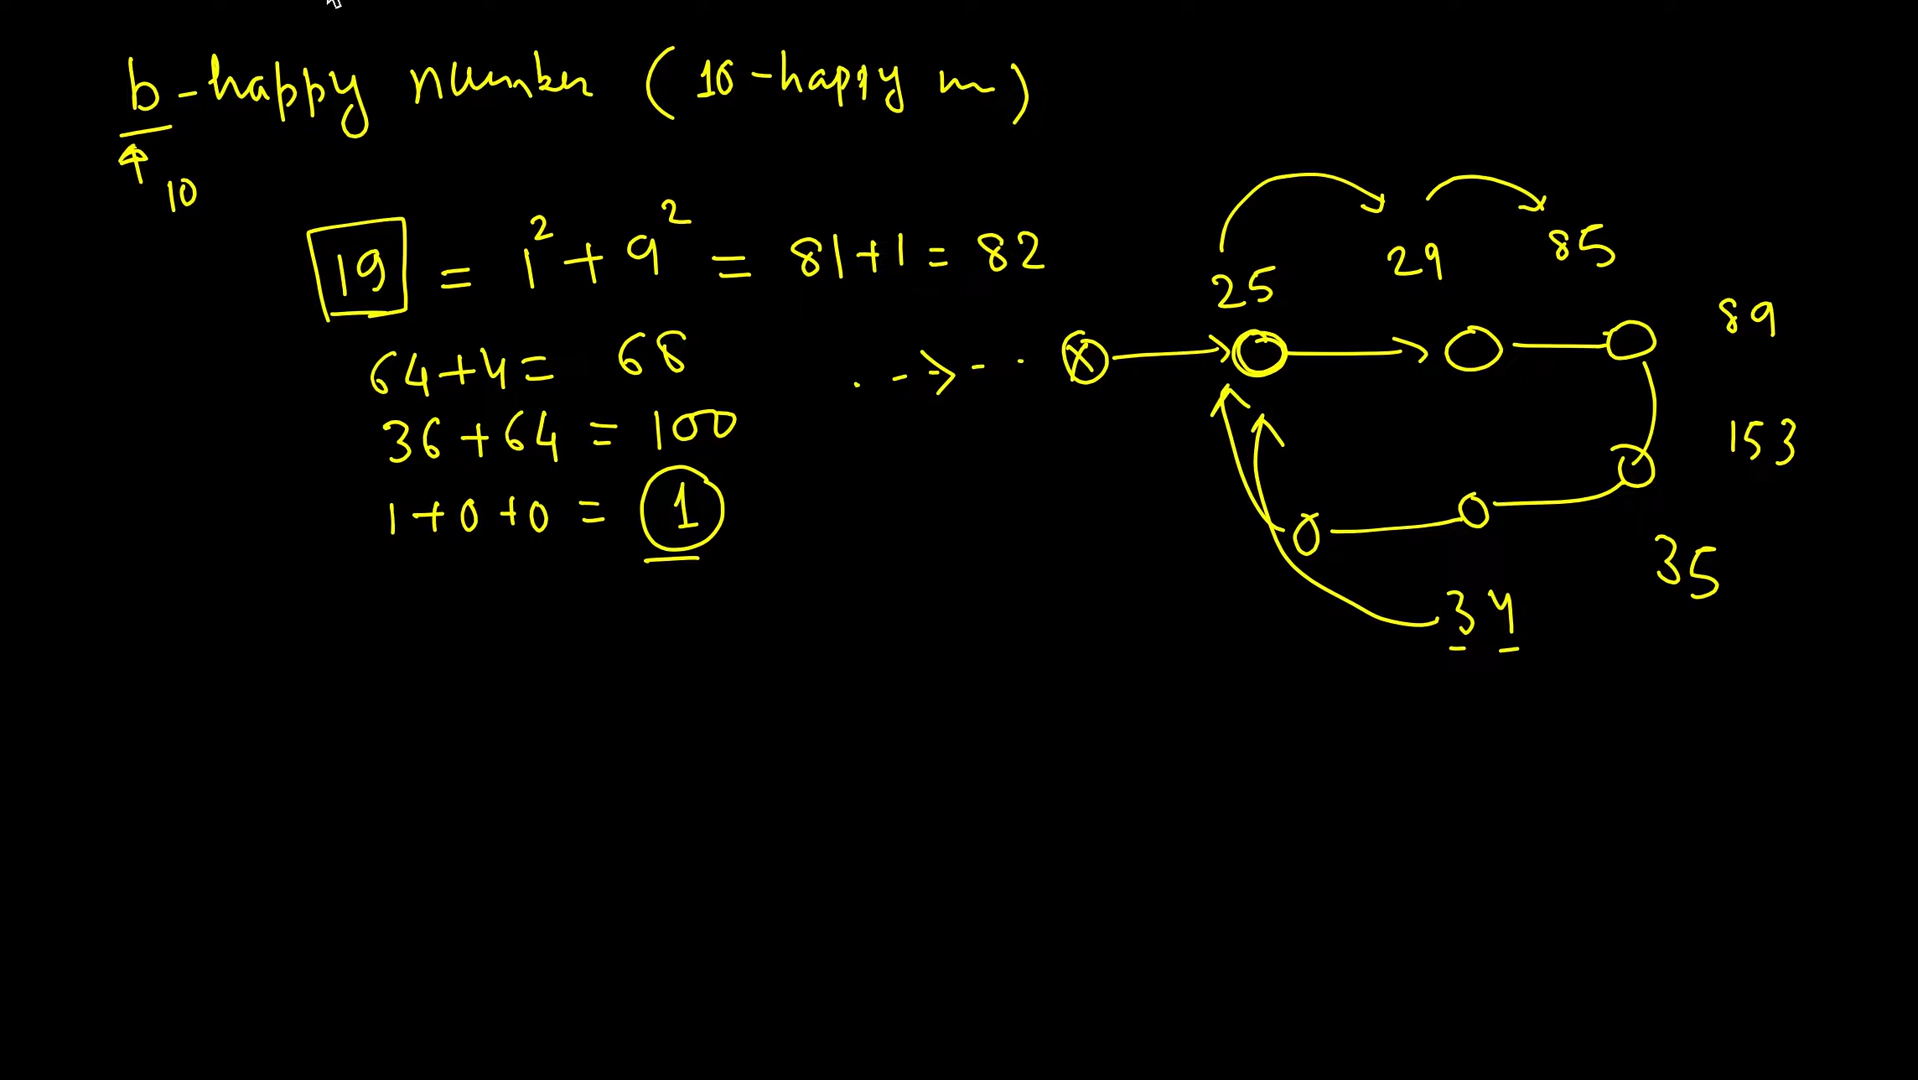 b-happy number (10-happy n)
10
19 = 1² + 9² = 81+1 = 82
64+4 = 68
36+64 = 100
1+0+0 = 1
25 29 85
89
153
35
34